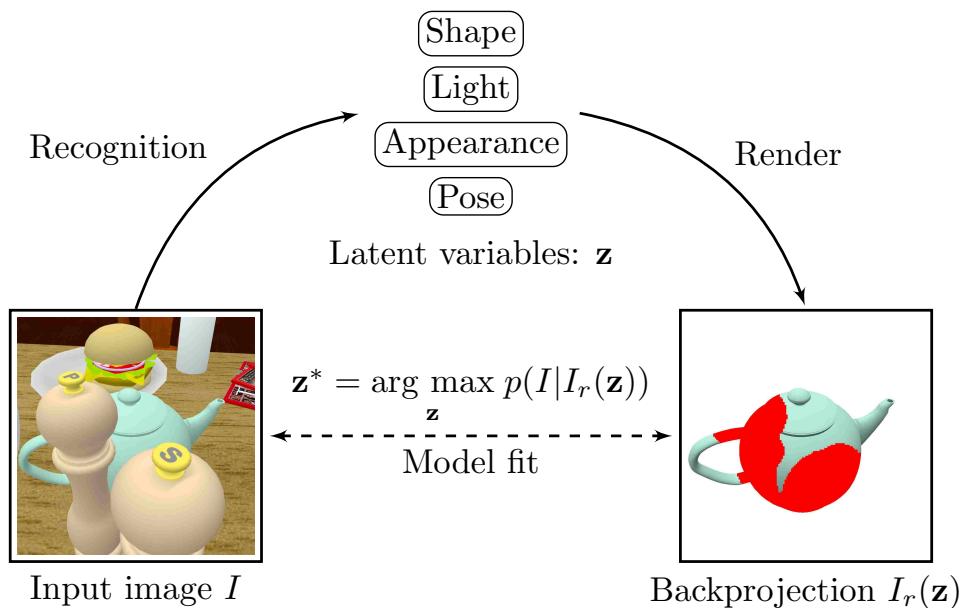 Shape
Light
Appearance
Pose
Recognition
Render
Latent variables: z
z* = arg max p(I|I_r(z))
z
Model fit
P
S
Input image I
Backprojection I_r(z)